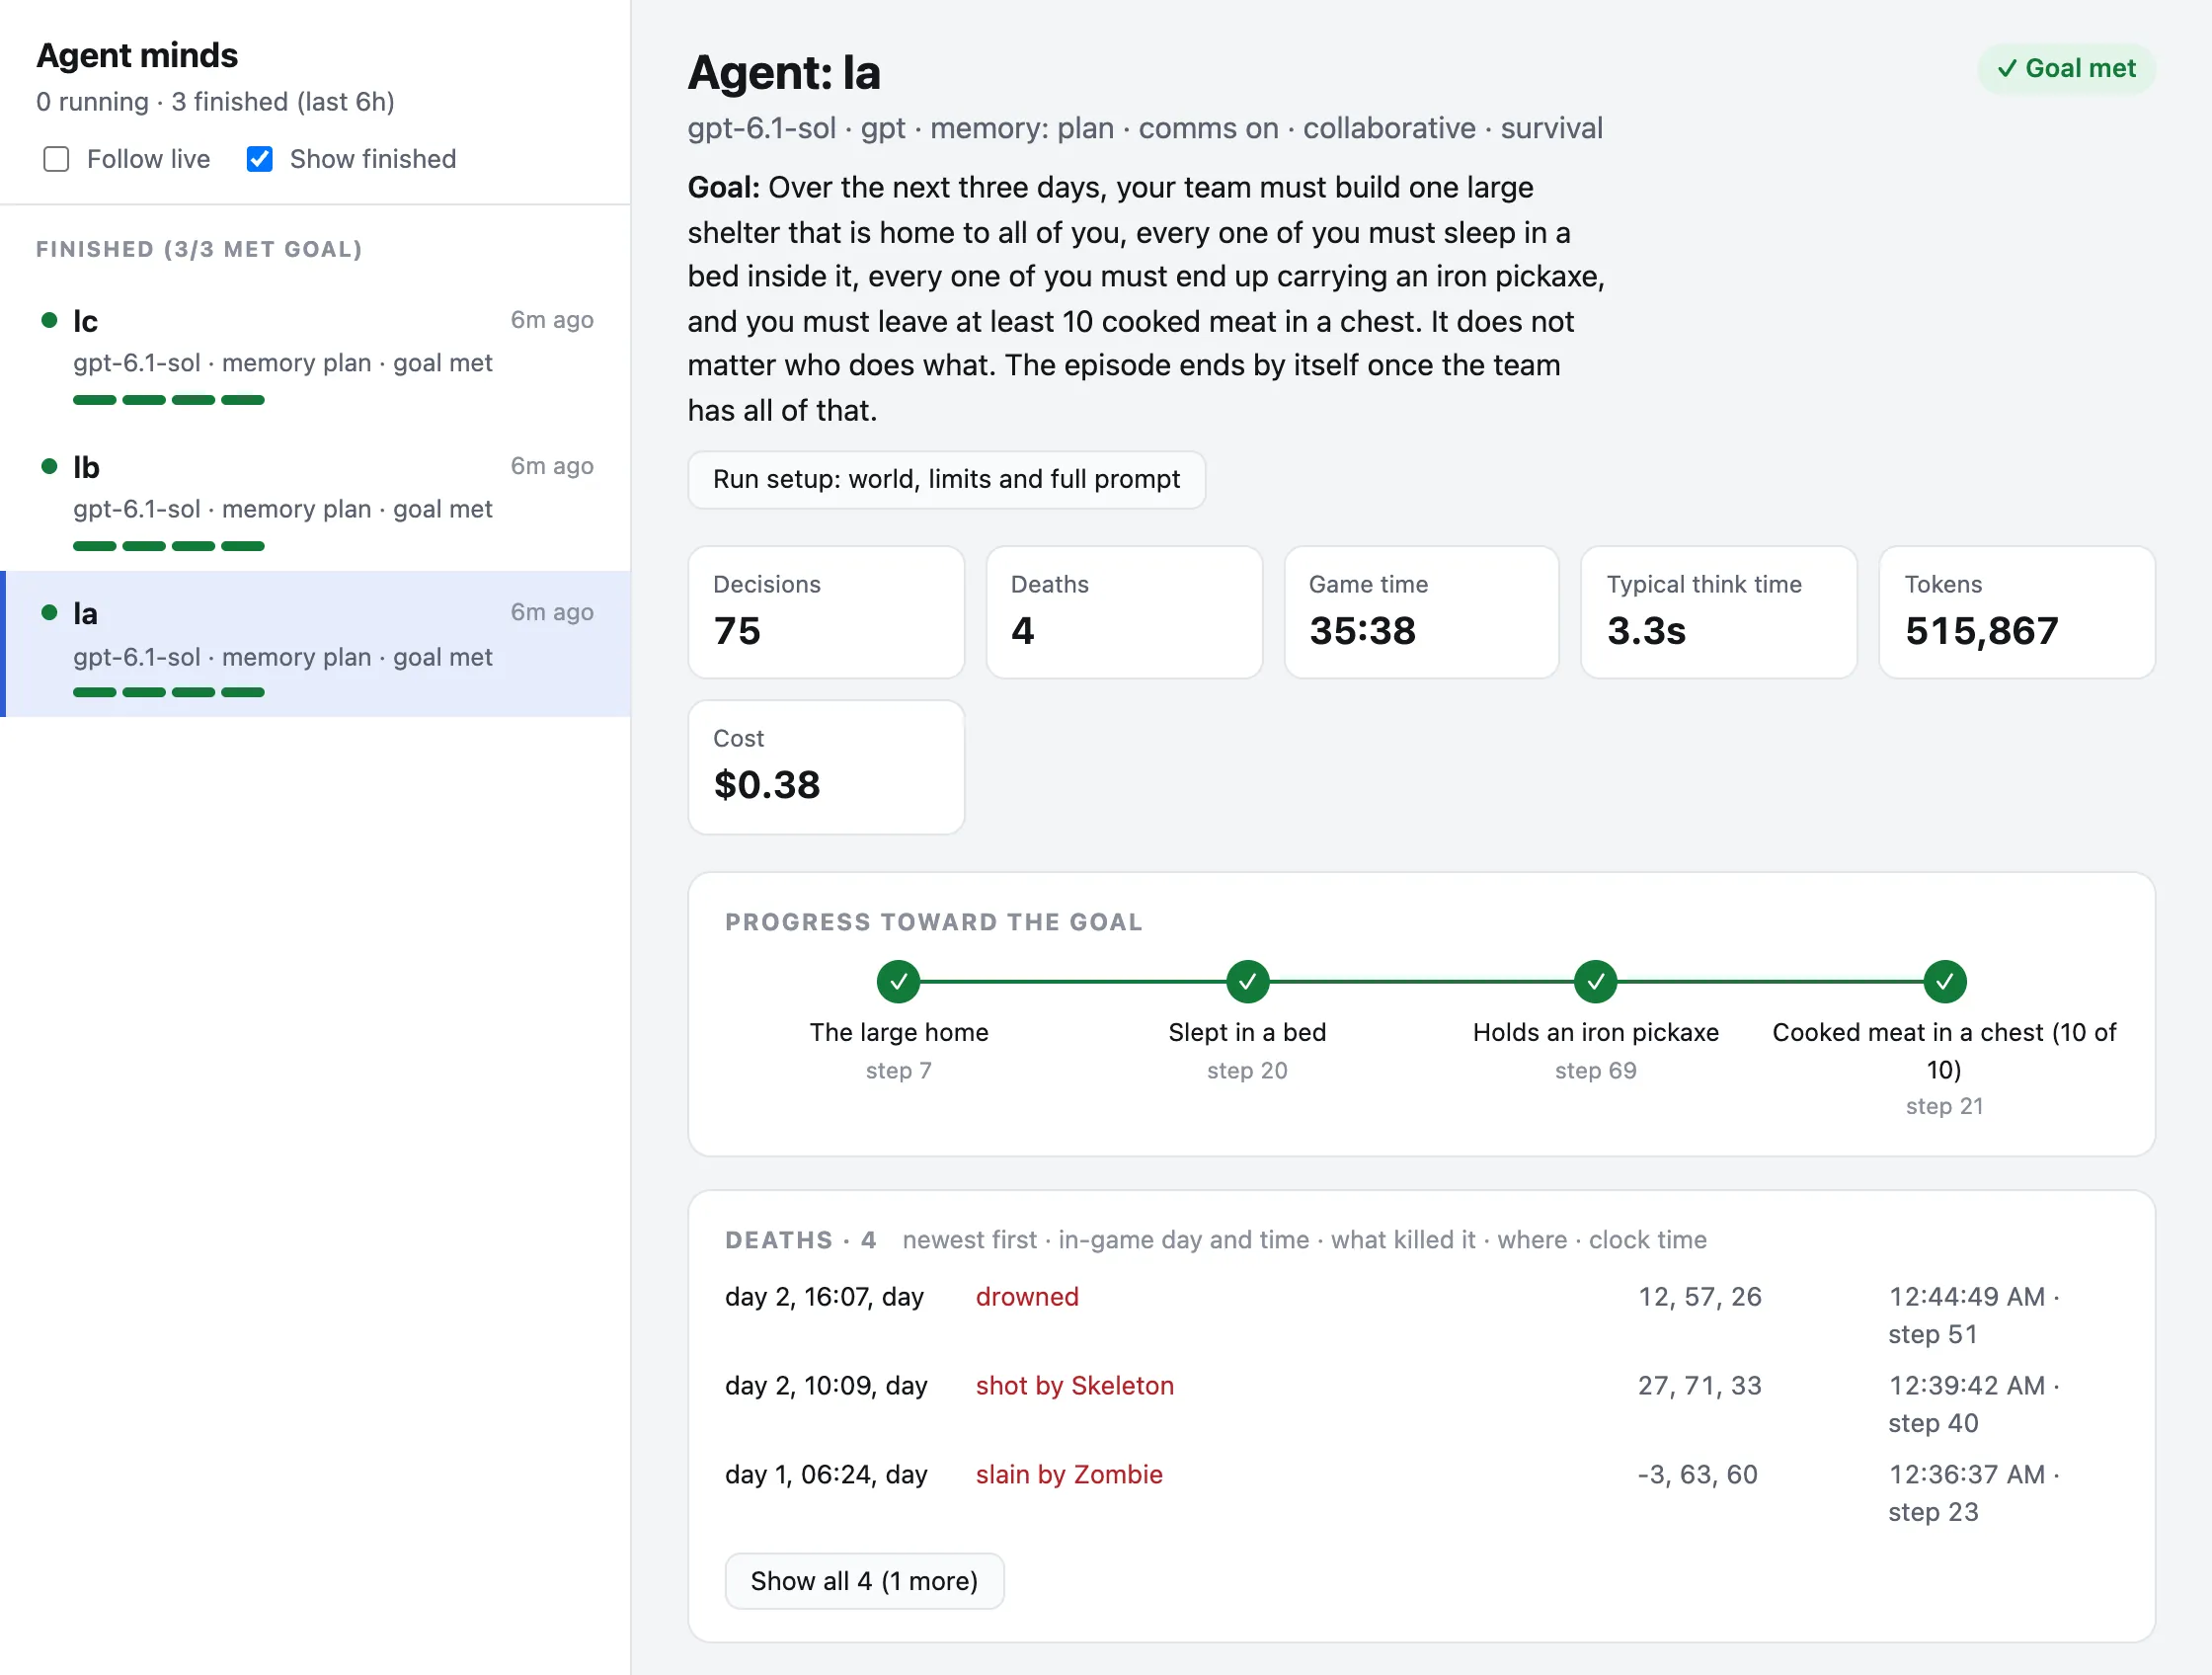 Agent minds
0 running · 3 finished (last 6h)
Follow live
Show finished
FINISHED (3/3 MET GOAL)
lc
6m ago
gpt-6.1-sol · memory plan · goal met
lb
6m ago
gpt-6.1-sol · memory plan · goal met
la
6m ago
gpt-6.1-sol · memory plan · goal met
Agent: la
✓ Goal met
gpt-6.1-sol · gpt · memory: plan · comms on · collaborative · survival
Goal: Over the next three days, your team must build one large
shelter that is home to all of you, every one of you must sleep in a
bed inside it, every one of you must end up carrying an iron pickaxe,
and you must leave at least 10 cooked meat in a chest. It does not
matter who does what. The episode ends by itself once the team
has all of that.
Run setup: world, limits and full prompt
Decisions
75
Deaths
4
Game time
35:38
Typical think time
3.3s
Tokens
515,867
Cost
$0.38
PROGRESS TOWARD THE GOAL
The large home
step 7
Slept in a bed
step 20
Holds an iron pickaxe
step 69
Cooked meat in a chest (10 of
10)
step 21
DEATHS · 4 newest first · in-game day and time · what killed it · where · clock time
day 2, 16:07, day drowned 12, 57, 26 12:44:49 AM ·
step 51
day 2, 10:09, day shot by Skeleton 27, 71, 33 12:39:42 AM ·
step 40
day 1, 06:24, day slain by Zombie -3, 63, 60 12:36:37 AM ·
step 23
Show all 4 (1 more)